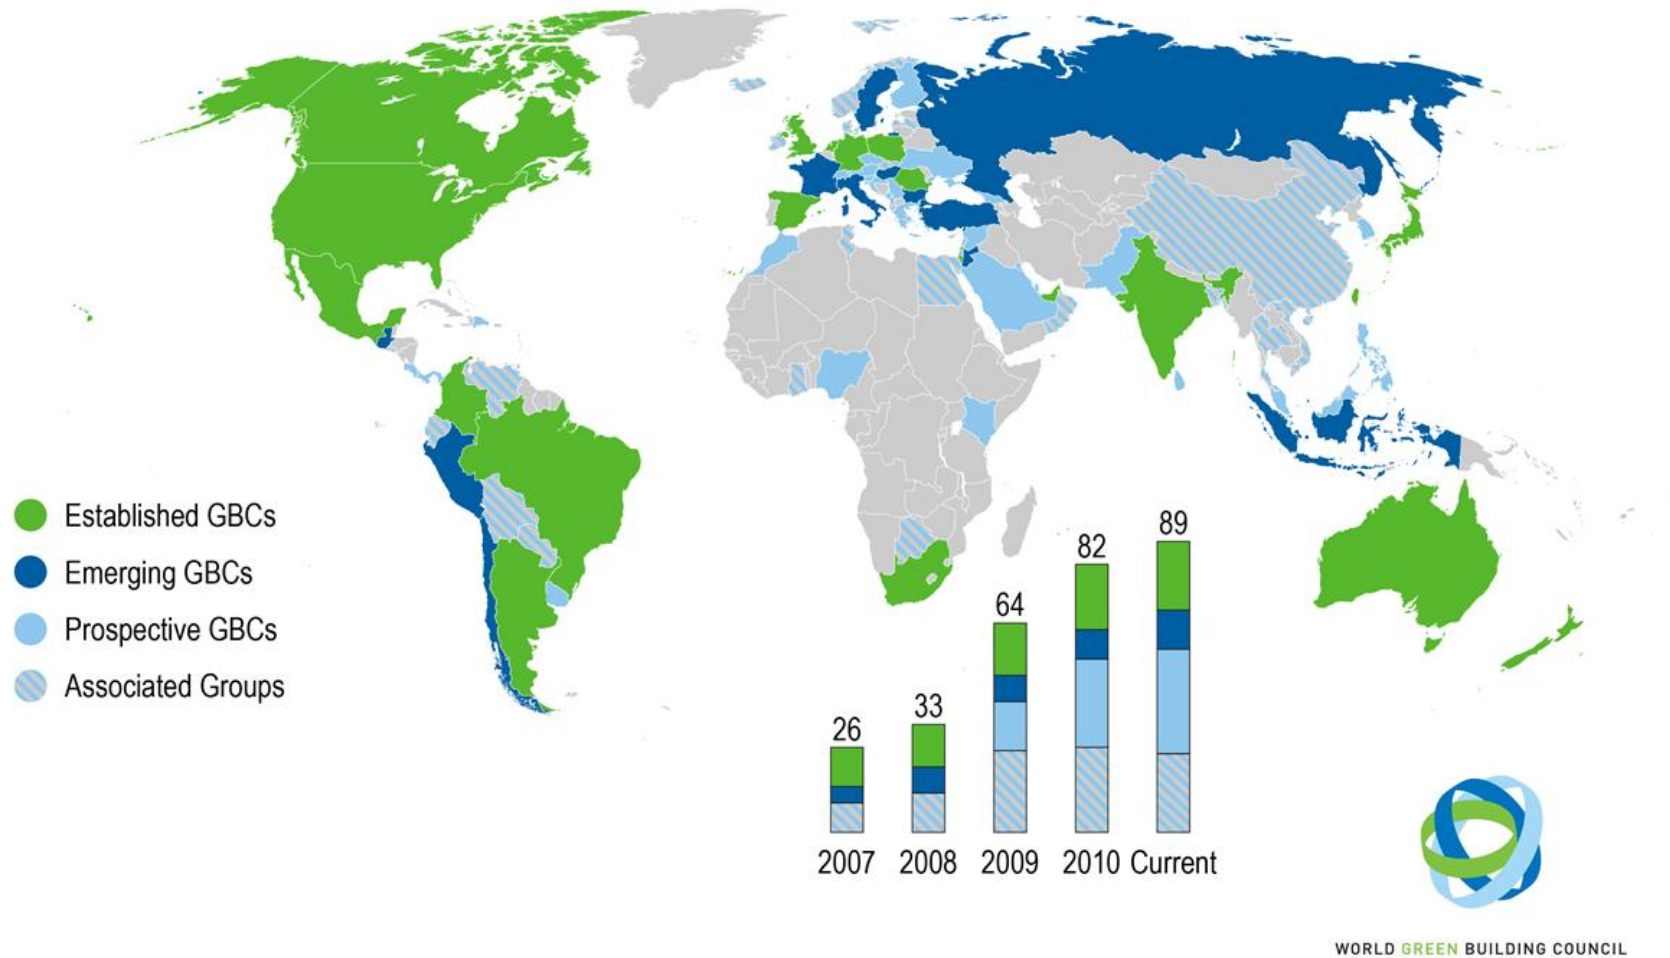 Established GBCs
Emerging GBCs
Prospective GBCs
Associated Groups
26
33
64
82
89
2007 2008 2009 2010 Current
WORLD GREEN BUILDING COUNCIL